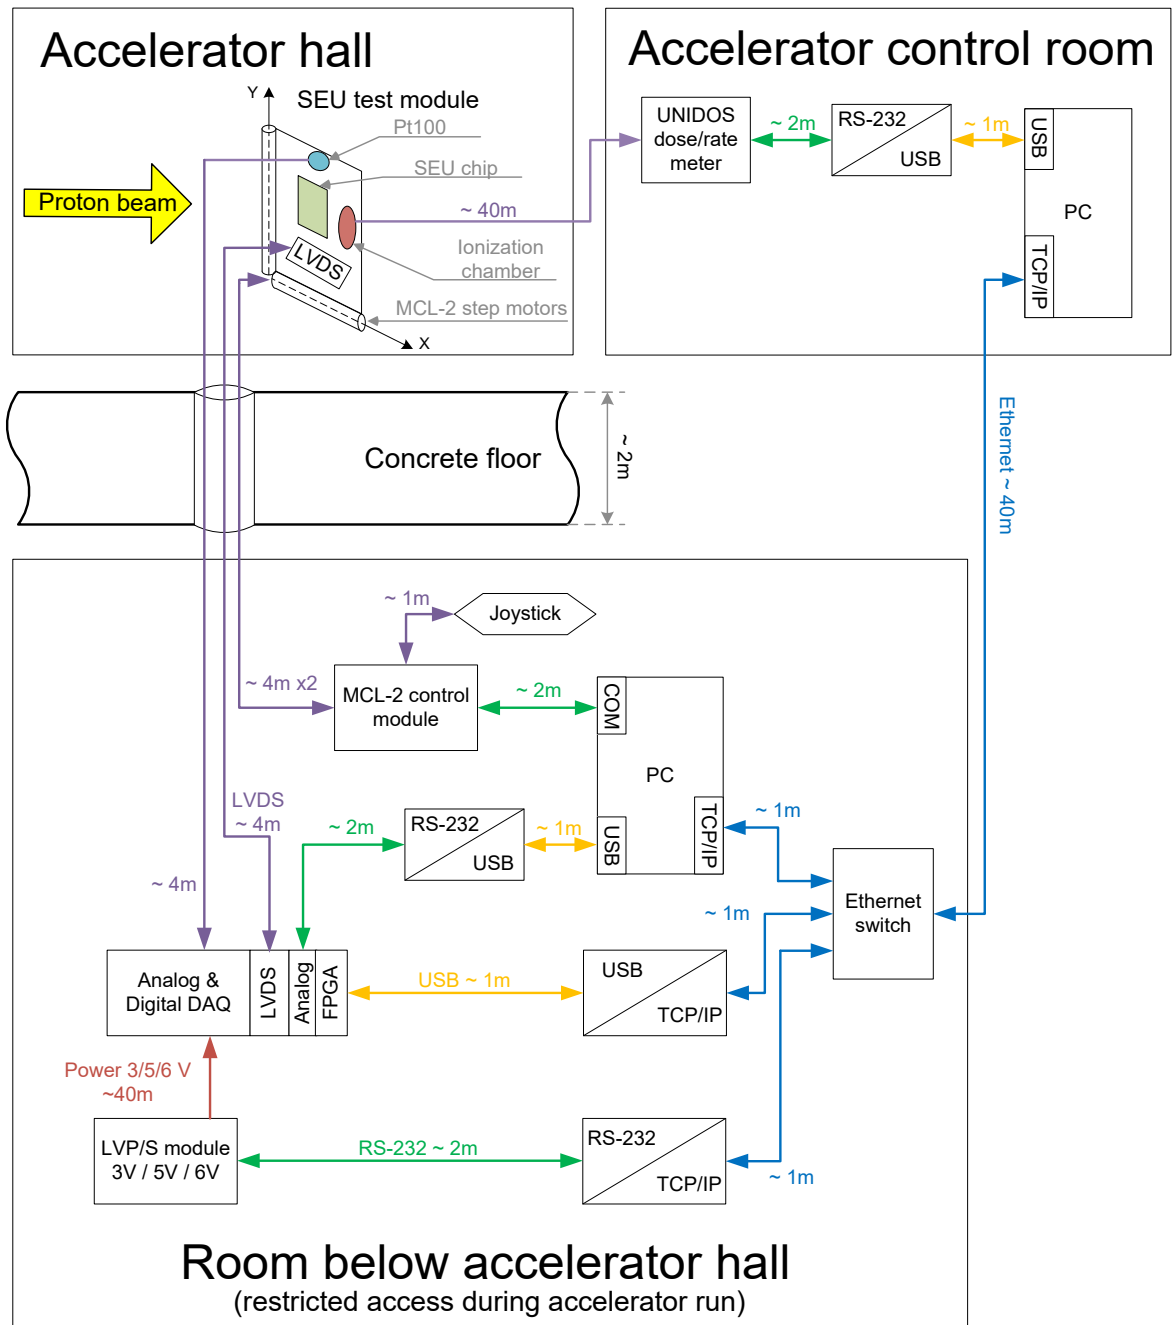 Accelerator hall
Y
SEU test module
Pt100
SEU chip
Proton beam
~ 40m
LVDS
Ionization
chamber
MCL-2 step motors
X
Accelerator control room
UNIDOS
dose/rate
meter
~ 2m
RS-232
USB
~ 1m
USB
PC
TCP/IP
Ethernet ~ 40m
Concrete floor
~ 2m
~ 1m
Joystick
~ 4m x2
MCL-2 control
module
~ 2m
COM
PC
TCP/IP
USB
LVDS
~ 4m
~ 2m
RS-232
USB
~ 1m
~ 1m
~ 4m
Ethernet
switch
~ 1m
Analog &
Digital DAQ
LVDS
Analog
FPGA
USB ~ 1m
USB
TCP/IP
Power 3/5/6 V
~40m
LVP/S module
3V / 5V / 6V
RS-232 ~ 2m
RS-232
TCP/IP
~ 1m
Room below accelerator hall
(restricted access during accelerator run)